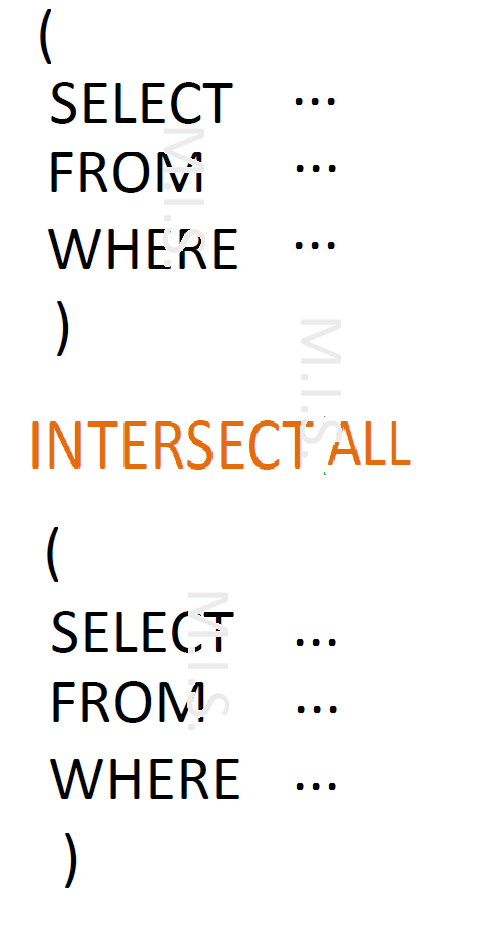 (
SELECT ...
FROM ...
WHERE ...
)
M.I.S.
M.I.S.
INTERSECT ALL
(
SELECT ...
FROM ...
WHERE ...
)
M.I.S.